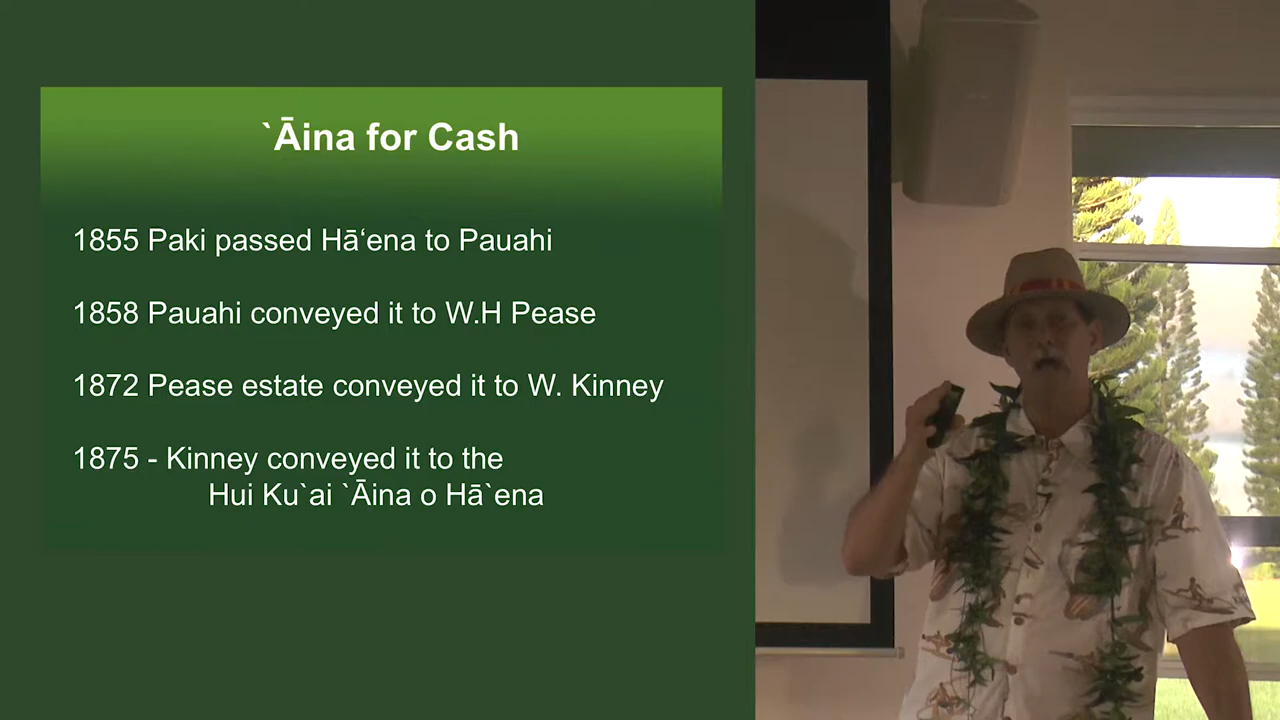 `Āina for Cash
1855 Paki passed Hāʻena to Pauahi
1858 Pauahi conveyed it to W.H Pease
1872 Pease estate conveyed it to W. Kinney
1875 - Kinney conveyed it to the
Hui Ku`ai `Āina o Hā`ena